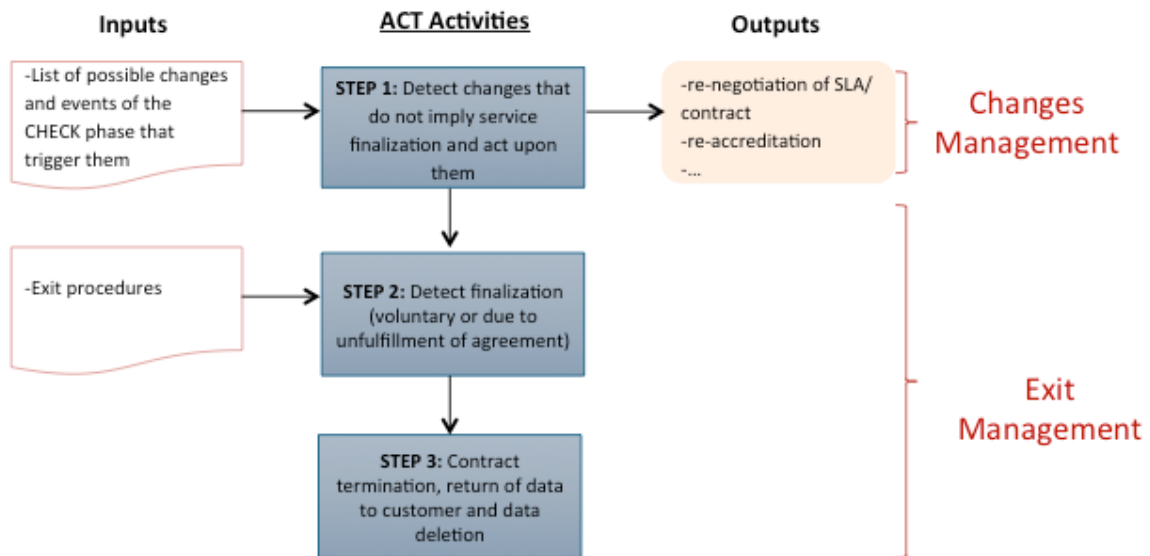 Inputs
ACT Activities
Outputs
-List of possible changes
and events of the
CHECK phase that
trigger them
STEP 1: Detect changes that
do not imply service
finalization and act upon
them
-re-negotiation of SLA/
contract
-re-accreditation
-...
Changes
Management
-Exit procedures
STEP 2: Detect finalization
(voluntary or due to
unfulfillment of agreement)
Exit
Management
STEP 3: Contract
termination, return of data
to customer and data
deletion